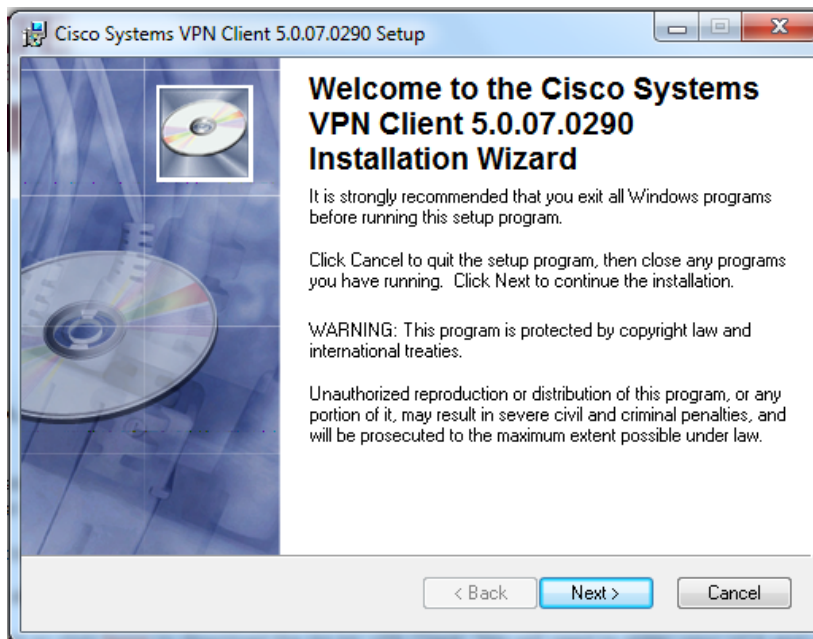 Cisco Systems VPN Client 5.0.07.0290 Setup
Welcome to the Cisco Systems
VPN Client 5.0.07.0290
Installation Wizard
It is strongly recommended that you exit all Windows programs
before running this setup program.
Click Cancel to quit the setup program, then close any programs
you have running.  Click Next to continue the installation.
WARNING: This program is protected by copyright law and
international treaties.
Unauthorized reproduction or distribution of this program, or any
portion of it, may result in severe civil and criminal penalties, and
will be prosecuted to the maximum extent possible under law.
< Back
Next >
Cancel